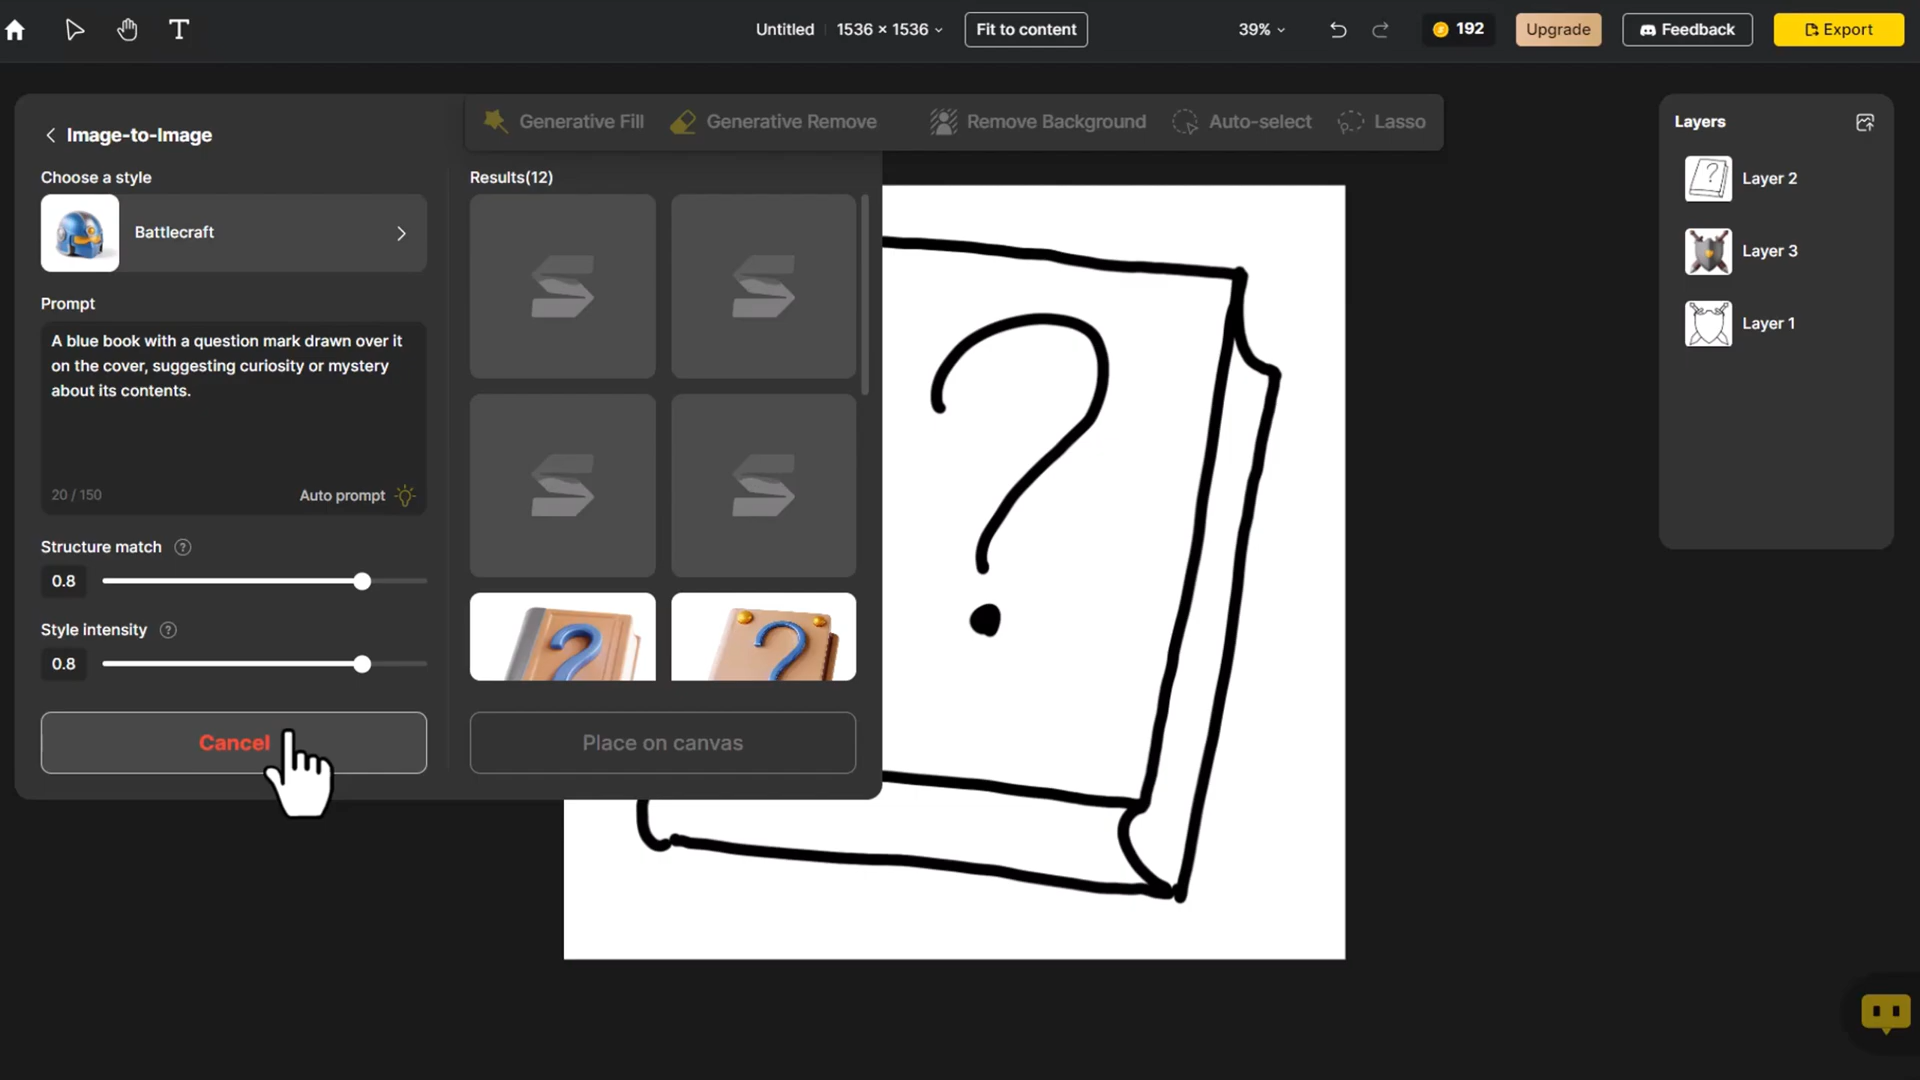 Untitled
1536 × 1536
Fit to content
39%
192
Upgrade
Feedback
Export
Generative Fill
Generative Remove
Remove Background
Auto-select
Lasso
Image-to-Image
Choose a style
Battlecraft
Prompt
A blue book with a question mark drawn over it
on the cover, suggesting curiosity or mystery
about its contents.
20 / 150
Auto prompt
Structure match ?
0.8
Style intensity ?
0.8
Cancel
Results(12)
?
?
Place on canvas
?
Layers
?
Layer 2
Layer 3
Layer 1